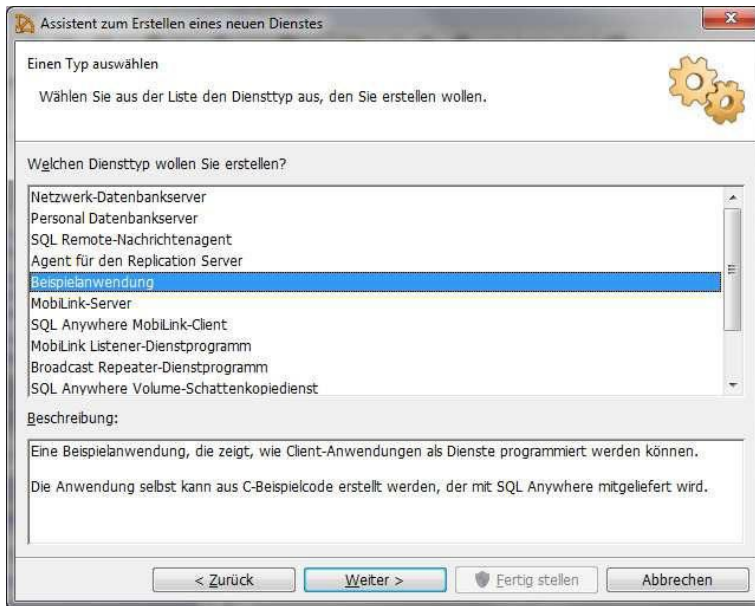 Assistent zum Erstellen eines neuen Dienstes
Einen Typ auswählen
Wählen Sie aus der Liste den Diensttyp aus, den Sie erstellen wollen.
Welchen Diensttyp wollen Sie erstellen?
Netzwerk-Datenbankserver
Personal Datenbankserver
SQL Remote-Nachrichtenagent
Agent für den Replication Server
Beispielanwendung
MobiLink-Server
SQL Anywhere MobiLink-Client
MobiLink Listener-Dienstprogramm
Broadcast Repeater-Dienstprogramm
SQL Anywhere Volume-Schattenkopiedienst
Beschreibung:
Eine Beispielanwendung, die zeigt, wie Client-Anwendungen als Dienste programmiert werden können.
Die Anwendung selbst kann aus C-Beispielcode erstellt werden, der mit SQL Anywhere mitgeliefert wird.
< Zurück Weiter > Fertig stellen Abbrechen